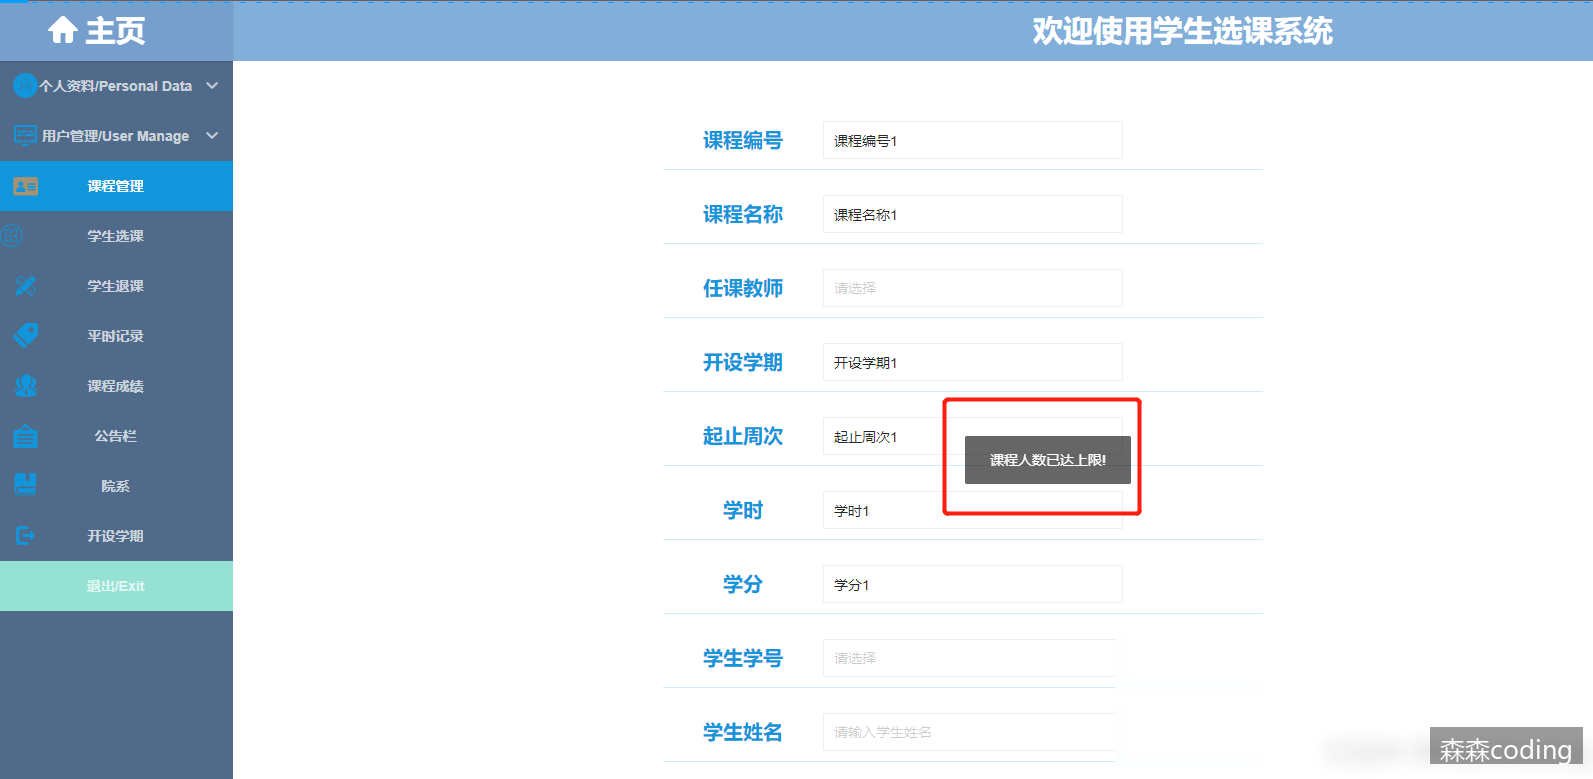 主页
欢迎使用学生选课系统
个人资料/Personal Data
用户管理/User Manage
课程管理
学生选课
学生退课
平时记录
课程成绩
公告栏
院系
开设学期
退出/Exit
课程编号 课程编号1
课程名称 课程名称1
任课教师 请选择
开设学期 开设学期1
起止周次 起止周次1
课程人数已达上限!
学时 学时1
学分 学分1
学生学号 请选择
学生姓名 请输入学生姓名
森森coding